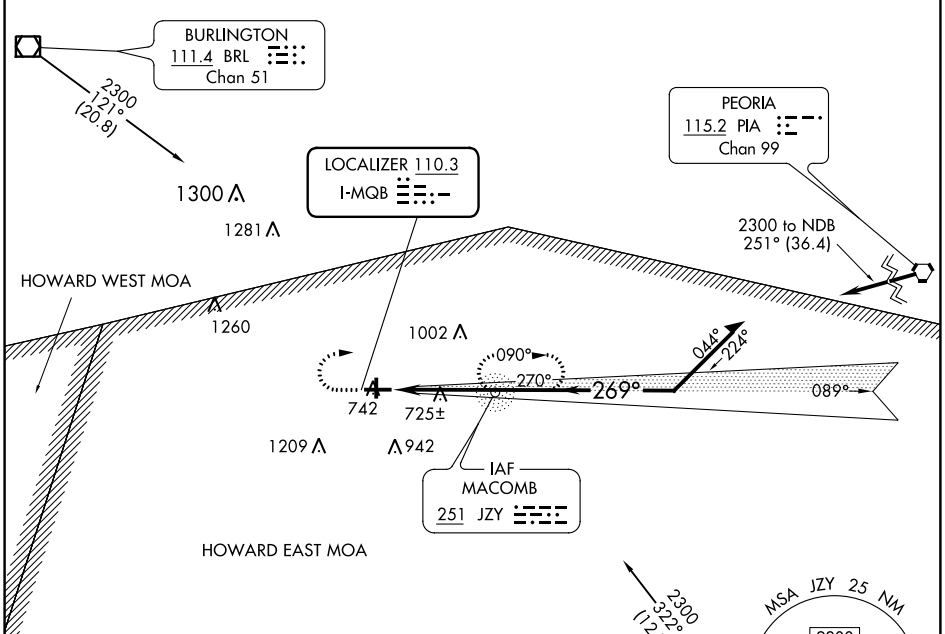 BURLINGTON
111.4 BRL
Chan 51
2300
121°
(20.8)
PEORIA
115.2 PIA
Chan 99
LOCALIZER 110.3
I-MQB
1300
1281
2300 to NDB
251° (36.4)
HOWARD WEST MOA
1260
1002
044°
224°
090°
270°
269°
089°
742
725±
1209
942
IAF
MACOMB
251 JZY
HOWARD EAST MOA
2300
322°
MSA JZY 25 NM